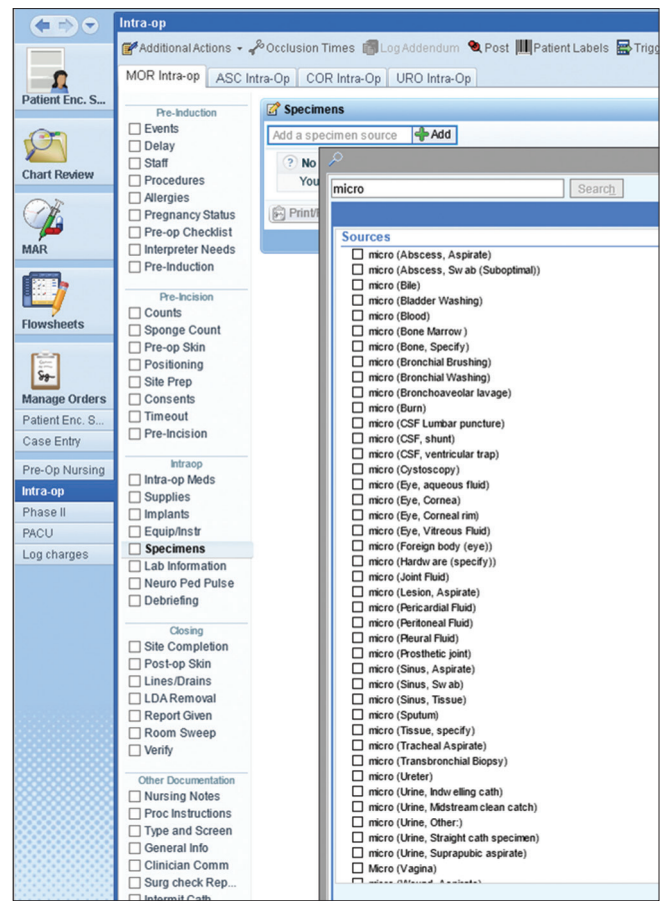 Intra-op
Additional Actions Occlusion Times Log Addendum Post Patient Labels Trigg
MOR Intra-op ASC Intra-Op COR Intra-Op URO Intra-Op
Patient Enc. S...
Chart Review
MAR
Flowsheets
Manage Orders
Patient Enc. S...
Case Entry
Pre-Op Nursing
Intra-op
Phase II
PACU
Log charges
Pre-Induction
Events
Delay
Staff
Procedures
Allergies
Pregnancy Status
Pre-op Checklist
Interpreter Needs
Pre-Induction
Pre-Incision
Counts
Sponge Count
Pre-op Skin
Positioning
Site Prep
Consents
Timeout
Pre-Incision
Intraop
Intra-op Meds
Supplies
Implants
Equip/Instr
Specimens
Lab Information
Neuro Ped Pulse
Debriefing
Closing
Site Completion
Post-op Skin
Lines/Drains
LDA Removal
Report Given
Room Sweep
Verify
Other Documentation
Nursing Notes
Proc Instructions
Type and Screen
General Info
Clinician Comm
Surg check Rep...
Intermit Cath
Specimens
Add a specimen source Add
No
You
Print/
micro Search
Sources
micro (Abscess, Aspirate)
micro (Abscess, Swab (Suboptimal))
micro (Bile)
micro (Bladder Washing)
micro (Blood)
micro (Bone Marrow)
micro (Bone, Specify)
micro (Bronchial Brushing)
micro (Bronchial Washing)
micro (Bronchoaveolar lavage)
micro (Burn)
micro (CSF Lumbar puncture)
micro (CSF, shunt)
micro (CSF, ventricular trap)
micro (Cystoscopy)
micro (Eye, aqueous fluid)
micro (Eye, Cornea)
micro (Eye, Corneal rim)
micro (Eye, Vitreous Fluid)
micro (Foreign body (eye))
micro (Hardware (specify))
micro (Joint Fluid)
micro (Lesion, Aspirate)
micro (Pericardial Fluid)
micro (Peritoneal Fluid)
micro (Pleural Fluid)
micro (Prosthetic joint)
micro (Sinus, Aspirate)
micro (Sinus, Swab)
micro (Sinus, Tissue)
micro (Sputum)
micro (Tissue, specify)
micro (Tracheal Aspirate)
micro (Transbronchial Biopsy)
micro (Ureter)
micro (Urine, Indwelling cath)
micro (Urine, Midstream clean catch)
micro (Urine, Other:)
micro (Urine, Straight cath specimen)
micro (Urine, Suprapubic aspirate)
Micro (Vagina)
micro (Wound, Aspirate)